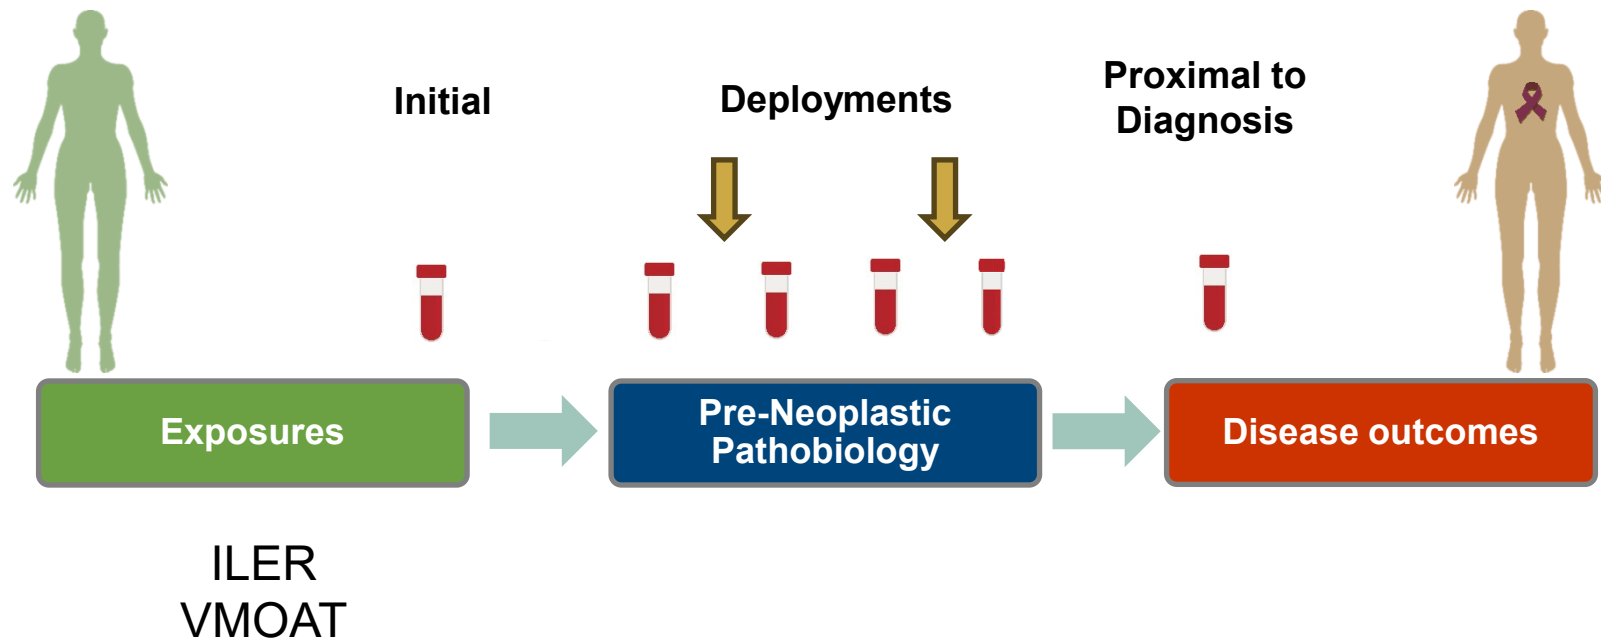 Initial
Deployments
Proximal to
Diagnosis
Exposures
Pre-Neoplastic
Pathobiology
Disease outcomes
ILER
VMOAT